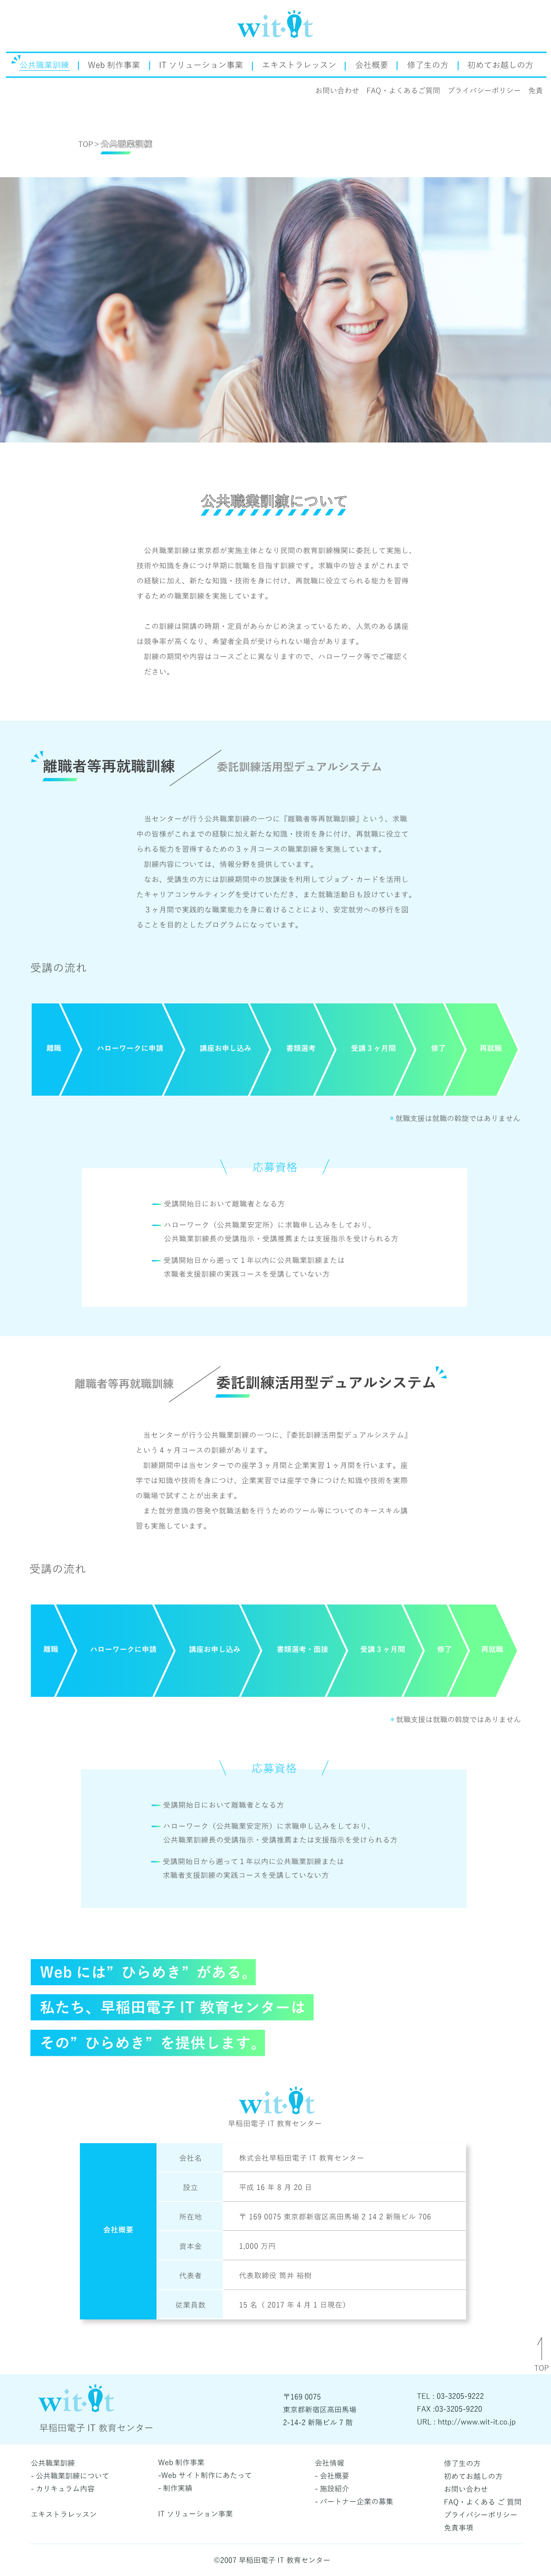 wit.it
公共職業訓練
Web 制作事業
IT ソリューション事業
エキストラレッスン
会社概要
修了生の方
初めてお越しの方
お問い合わせ FAQ・よくあるご質問 プライバシーポリシー 免責
TOP > 公共職業訓練
公共職業訓練について
公共職業訓練は東京都が実施主体となり民間の教育訓練機関に委託して実施し、
技術や知識を身につけ早期に就職を目指す訓練です。求職中の皆さまがこれまで
の経験に加え、新たな知識・技術を身に付け、再就職に役立てられる能力を習得
するための職業訓練を実施しています。
この訓練は開講の時期・定員があらかじめ決まっているため、人気のある講座
は競争率が高くなり、希望者全員が受けられない場合があります。
訓練の期間や内容はコースごとに異なりますので、ハローワーク等でご確認く
ださい。
離職者等再就職訓練
委託訓練活用型デュアルシステム
当センターが行う公共職業訓練の一つに『離職者等再就職訓練』という、求職
中の皆様がこれまでの経験に加え新たな知識・技術を身に付け、再就職に役立て
られる能力を習得するための３ヶ月コースの職業訓練を実施しています。
訓練内容については、情報分野を提供しています。
なお、受講生の方には訓練期間中の放課後を利用してジョブ・カードを活用し
たキャリアコンサルティングを受けていただき、また就職活動日も設けています。
３ヶ月間で実践的な職業能力を身に着けることにより、安定就労への移行を図
ることを目的としたプログラムになっています。
受講の流れ
離職
ハローワークに申請
講座お申し込み
書類選考
受講３ヶ月間
修了
再就職
＊就職支援は就職の斡旋ではありません
応募資格
受講開始日において離職者となる方
ハローワーク（公共職業安定所）に求職申し込みをしており、
公共職業訓練長の受講指示・受講推薦または支援指示を受けられる方
受講開始日から遡って１年以内に公共職業訓練または
求職者支援訓練の実践コースを受講していない方
離職者等再就職訓練
委託訓練活用型デュアルシステム
当センターが行う公共職業訓練の一つに、『委託訓練活用型デュアルシステム』
という４ヶ月コースの訓練があります。
訓練期間中は当センターでの座学３ヶ月間と企業実習１ヶ月間を行います。座
学では知識や技術を身につけ、企業実習では座学で身につけた知識や技術を実際
の職場で試すことが出来ます。
また就労意識の啓発や就職活動を行うためのツール等についてのキースキル講
習も実施しています。
受講の流れ
離職
ハローワークに申請
講座お申し込み
書類選考・面接
受講３ヶ月間
修了
再就職
＊就職支援は就職の斡旋ではありません
応募資格
受講開始日において離職者となる方
ハローワーク（公共職業安定所）に求職申し込みをしており、
公共職業訓練長の受講指示・受講推薦または支援指示を受けられる方
受講開始日から遡って１年以内に公共職業訓練または
求職者支援訓練の実践コースを受講していない方
Web には”ひらめき”がある。
私たち、早稲田電子 IT 教育センターは
その”ひらめき”を提供します。
wit.it
早稲田電子 IT 教育センター
会社概要
会社名 株式会社早稲田電子 IT 教育センター
設立 平成 16 年 8 月 20 日
所在地 〒 169 0075 東京都新宿区高田馬場 2 14 2 新陽ビル 706
資本金 1,000 万円
代表者 代表取締役 筒井 裕樹
従業員数 15 名（ 2017 年 4 月 1 日現在）
TOP
wit.it
早稲田電子 IT 教育センター
〒169 0075
東京都新宿区高田馬場
2-14-2 新陽ビル 7 階
TEL : 03-3205-9222
FAX :03-3205-9220
URL : http://www.wit-it.co.jp
公共職業訓練
- 公共職業訓練について
- カリキュラム内容
エキストラレッスン
Web 制作事業
-Web サイト制作にあたって
- 制作実績
IT ソリューション事業
会社情報
- 会社概要
- 施設紹介
- パートナー企業の募集
修了生の方
初めてお越しの方
お問い合わせ
FAQ・よくある ご 質問
プライバシーポリシー
免責事項
©2007 早稲田電子 IT 教育センター